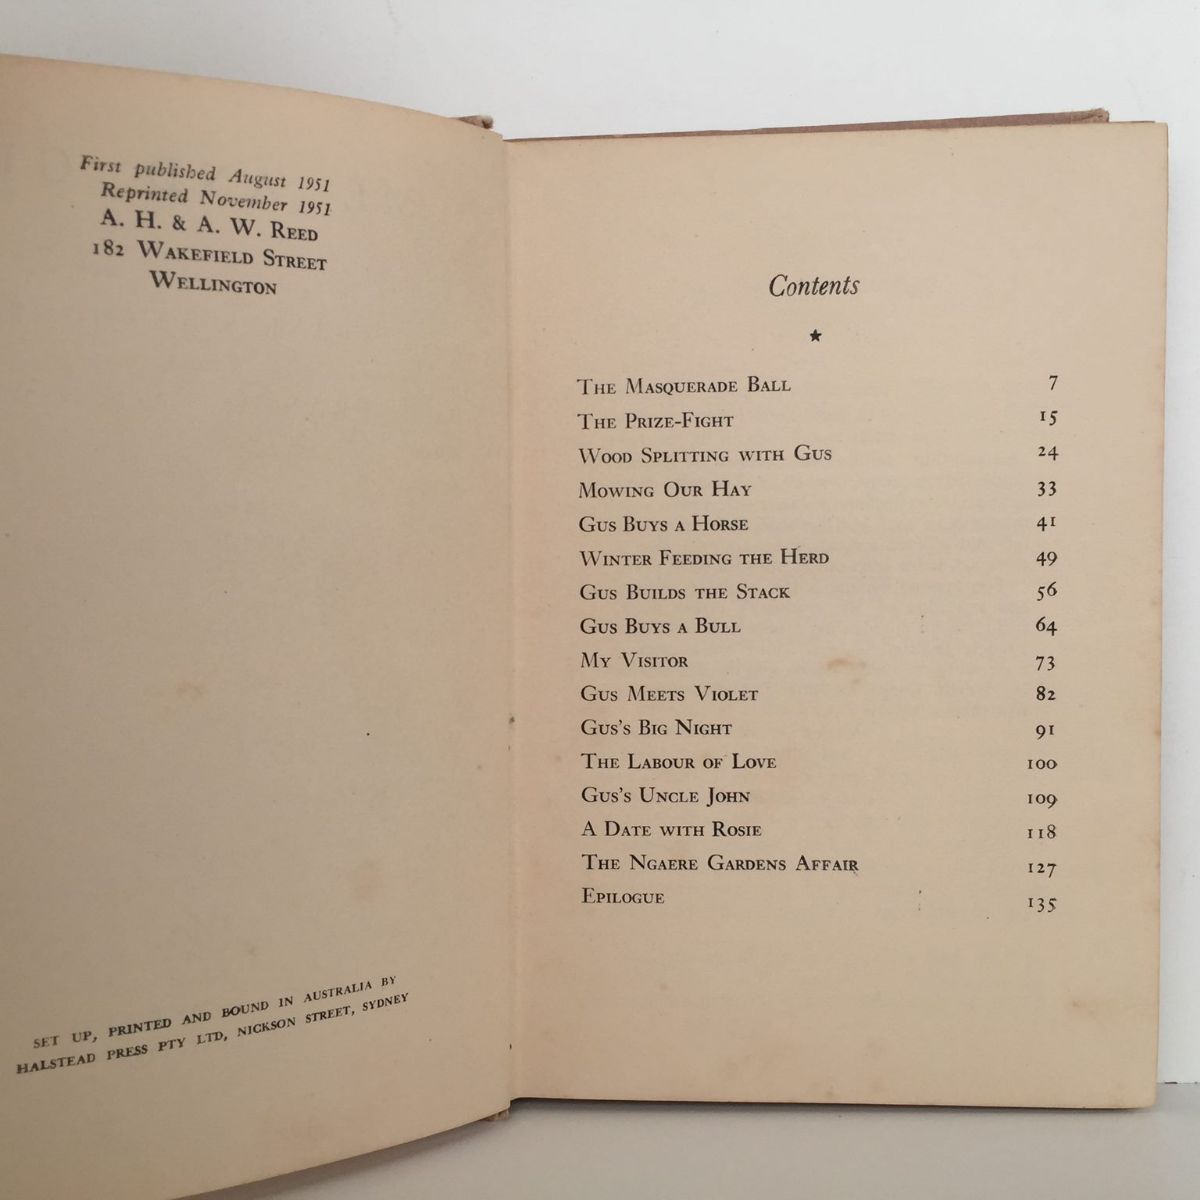 First published August 1951
Reprinted November 1951
A. H. & A. W. REED
182 WAKEFIELD STREET
WELLINGTON
SET UP, PRINTED AND BOUND IN AUSTRALIA BY
HALSTEAD PRESS PTY LTD, NICKSON STREET, SYDNEY
Contents
★
THE MASQUERADE BALL 7
THE PRIZE-FIGHT 15
WOOD SPLITTING WITH GUS 24
MOWING OUR HAY 33
GUS BUYS A HORSE 41
WINTER FEEDING THE HERD 49
GUS BUILDS THE STACK 56
GUS BUYS A BULL 64
MY VISITOR 73
GUS MEETS VIOLET 82
GUS'S BIG NIGHT 91
THE LABOUR OF LOVE 100
GUS'S UNCLE JOHN 109
A DATE WITH ROSIE 118
THE NGAERE GARDENS AFFAIR 127
EPILOGUE 135